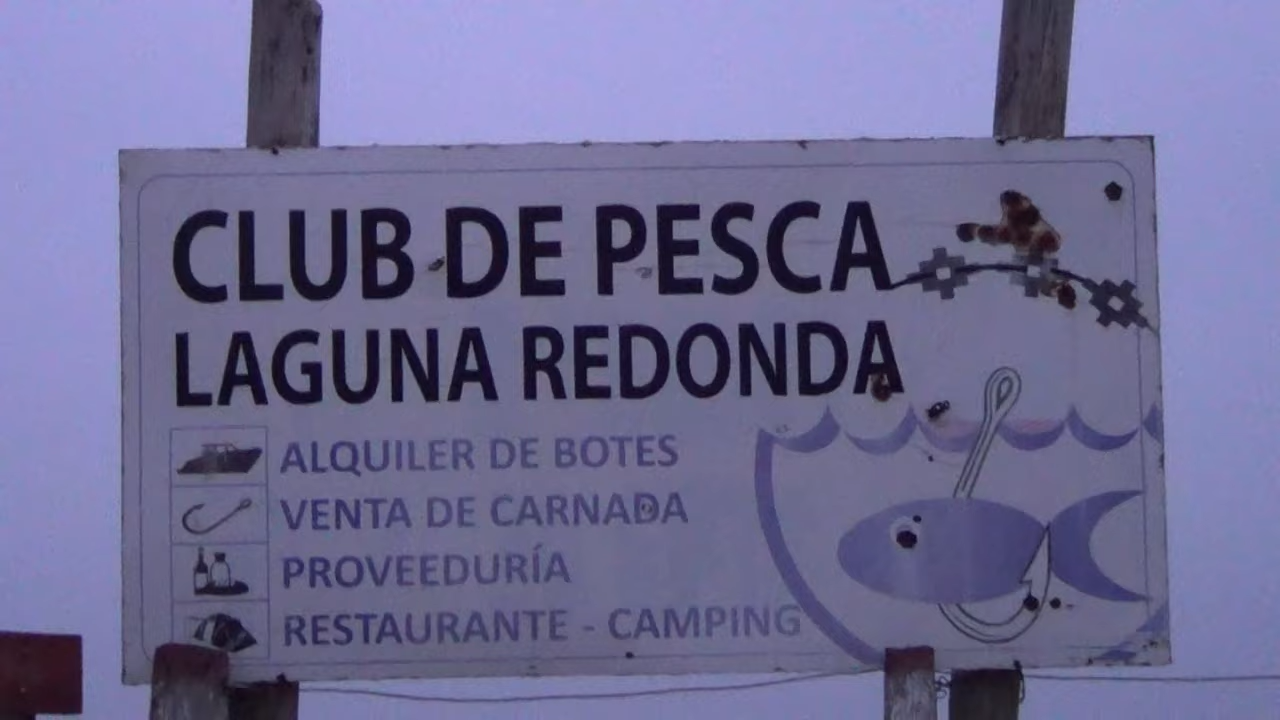 CLUB DE PESCA
LAGUNA REDONDA
ALQUILER DE BOTES
VENTA DE CARNADA
PROVEEDURÍA
RESTAURANTE - CAMPING